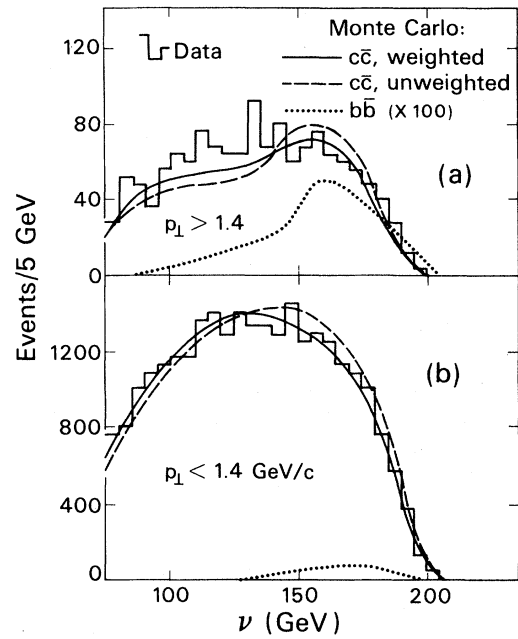 Monte Carlo:
Data
cc̄, weighted
cc̄, unweighted
bb̄ (X 100)
120
80
40
0
(a)
p⊥ > 1.4
Events/5 GeV
1200
800
400
0
(b)
p⊥ < 1.4 GeV/c
100 150 200
ν (GeV)